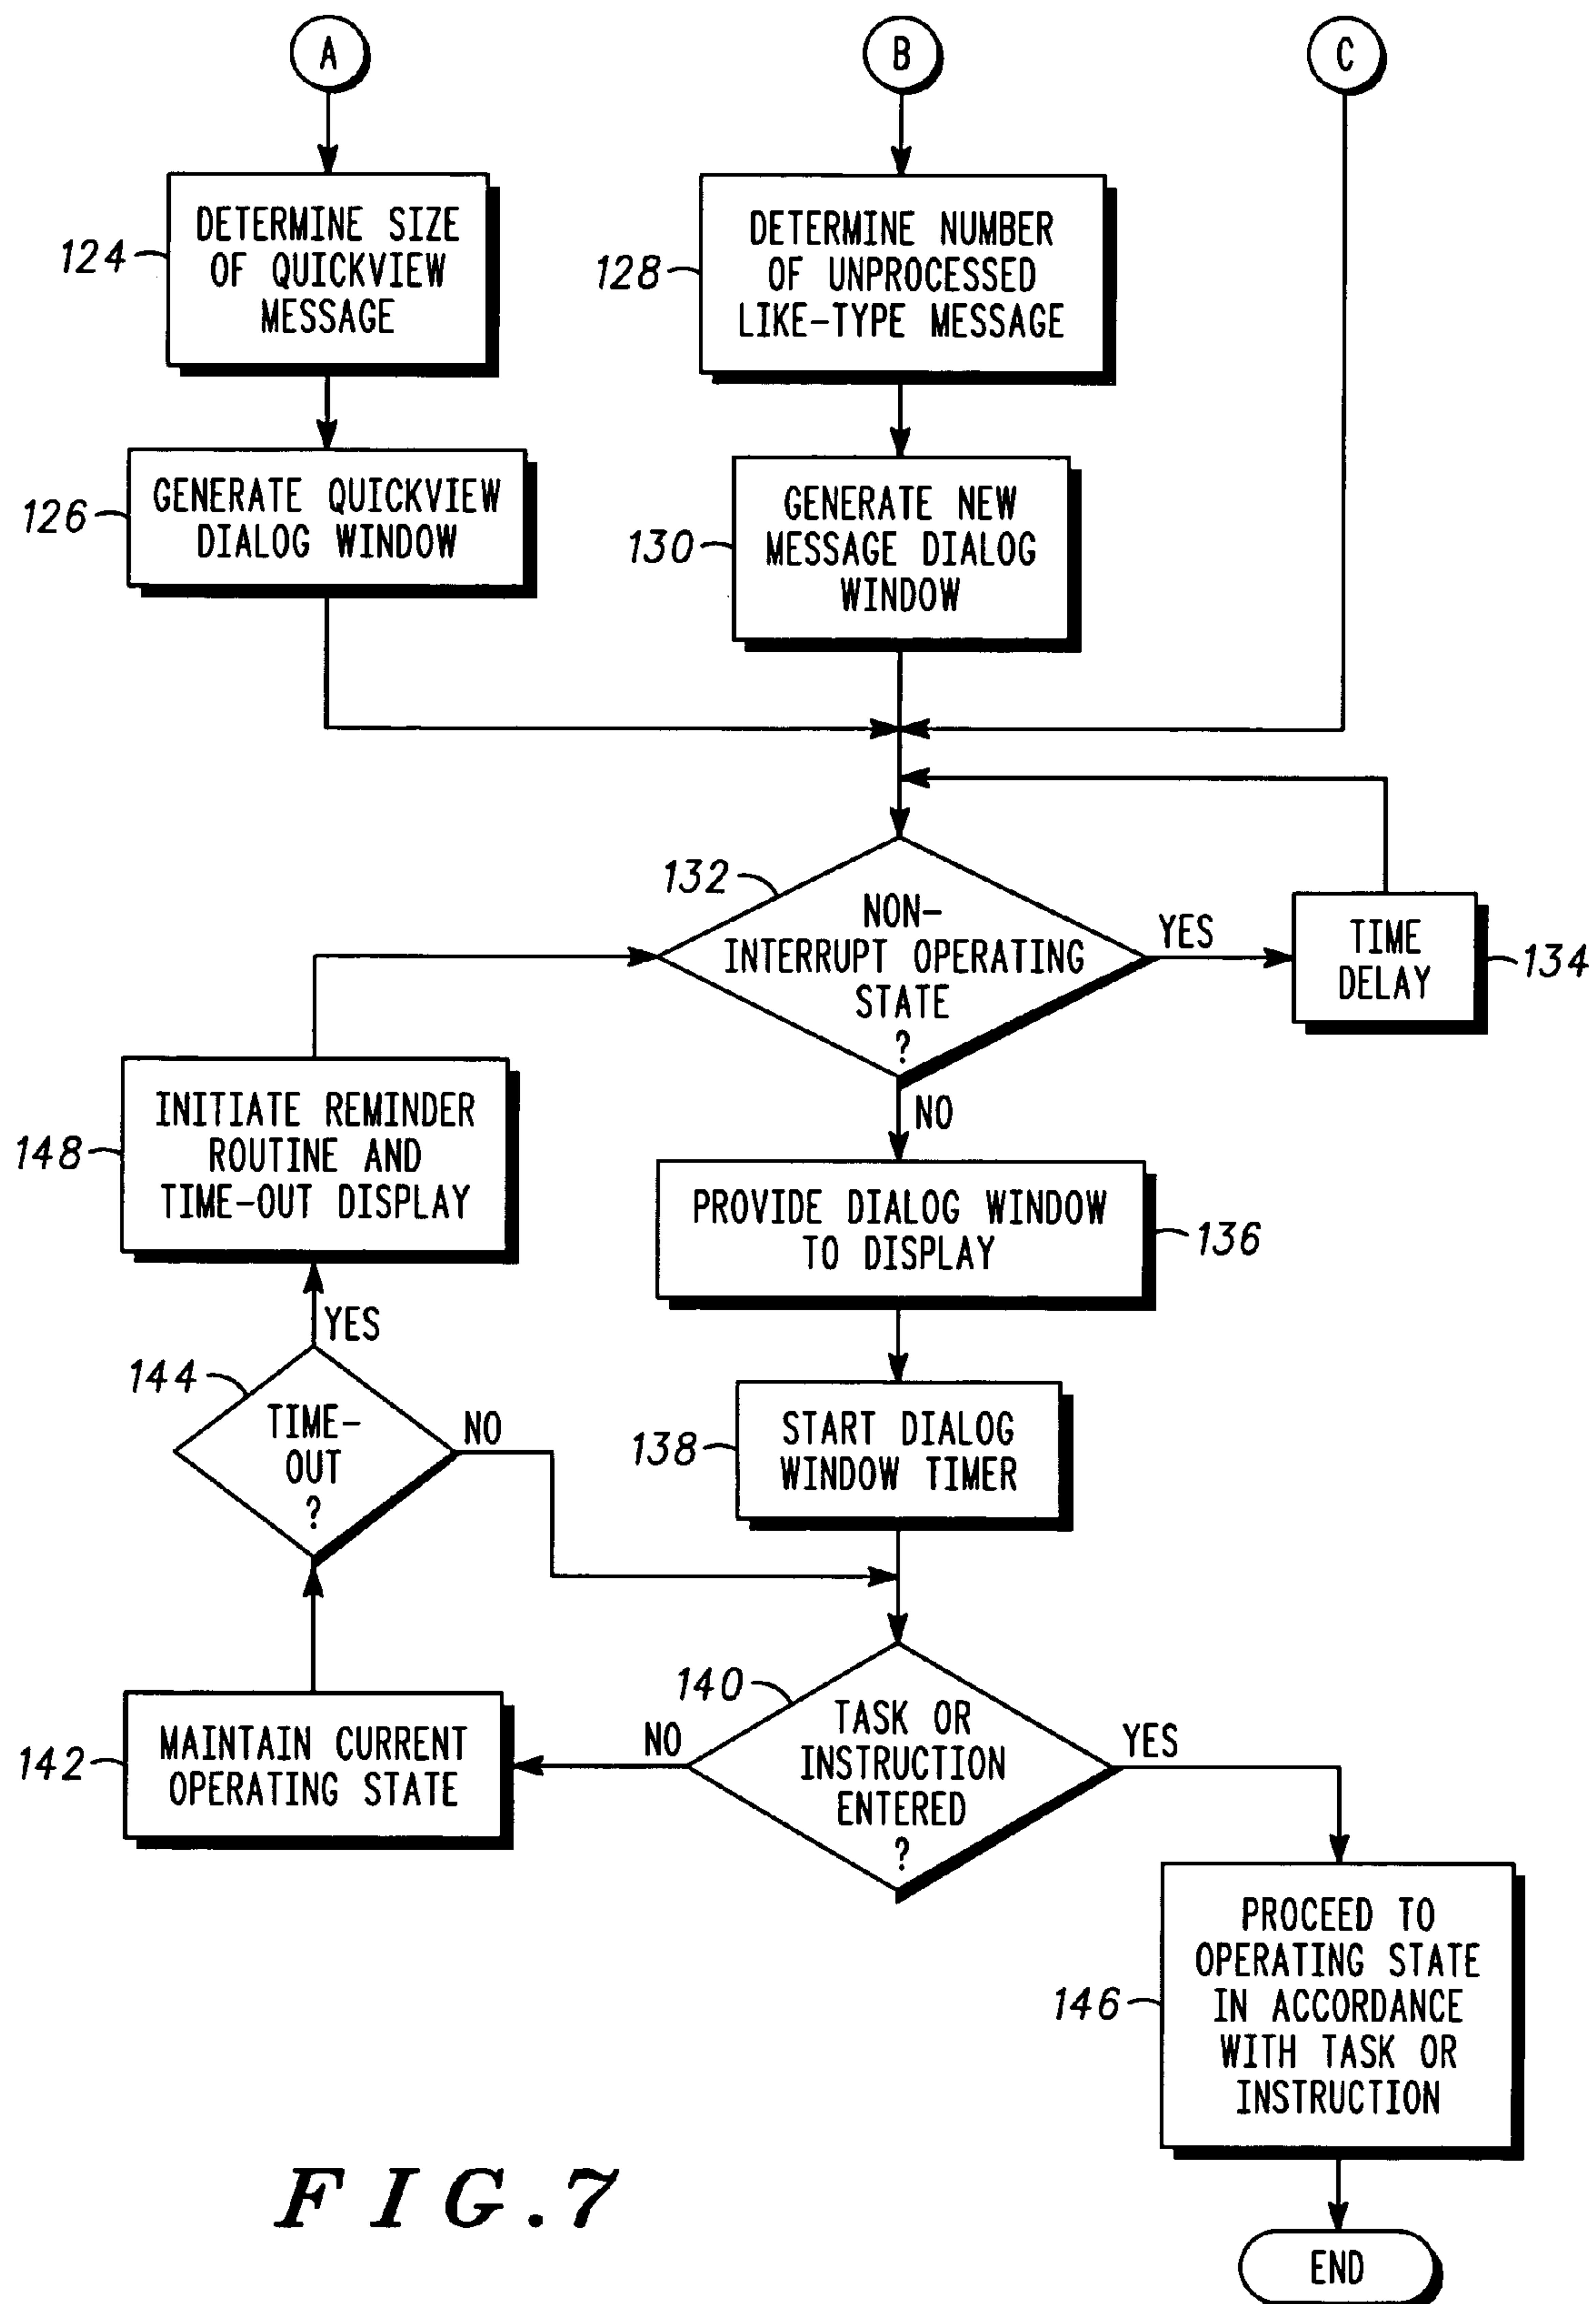 A
B
C
124
DETERMINE SIZE
OF QUICKVIEW
MESSAGE
128
DETERMINE NUMBER
OF UNPROCESSED
LIKE-TYPE MESSAGE
126
GENERATE QUICKVIEW
DIALOG WINDOW
130
GENERATE NEW
MESSAGE DIALOG
WINDOW
132
NON-
INTERRUPT OPERATING
STATE
?
YES
TIME
DELAY
134
NO
148
INITIATE REMINDER
ROUTINE AND
TIME-OUT DISPLAY
PROVIDE DIALOG WINDOW
TO DISPLAY
136
YES
144
TIME-
OUT
?
NO
138
START DIALOG
WINDOW TIMER
140
TASK OR
INSTRUCTION
ENTERED
?
NO
YES
142
MAINTAIN CURRENT
OPERATING STATE
146
PROCEED TO
OPERATING STATE
IN ACCORDANCE
WITH TASK OR
INSTRUCTION
END
FIG.7